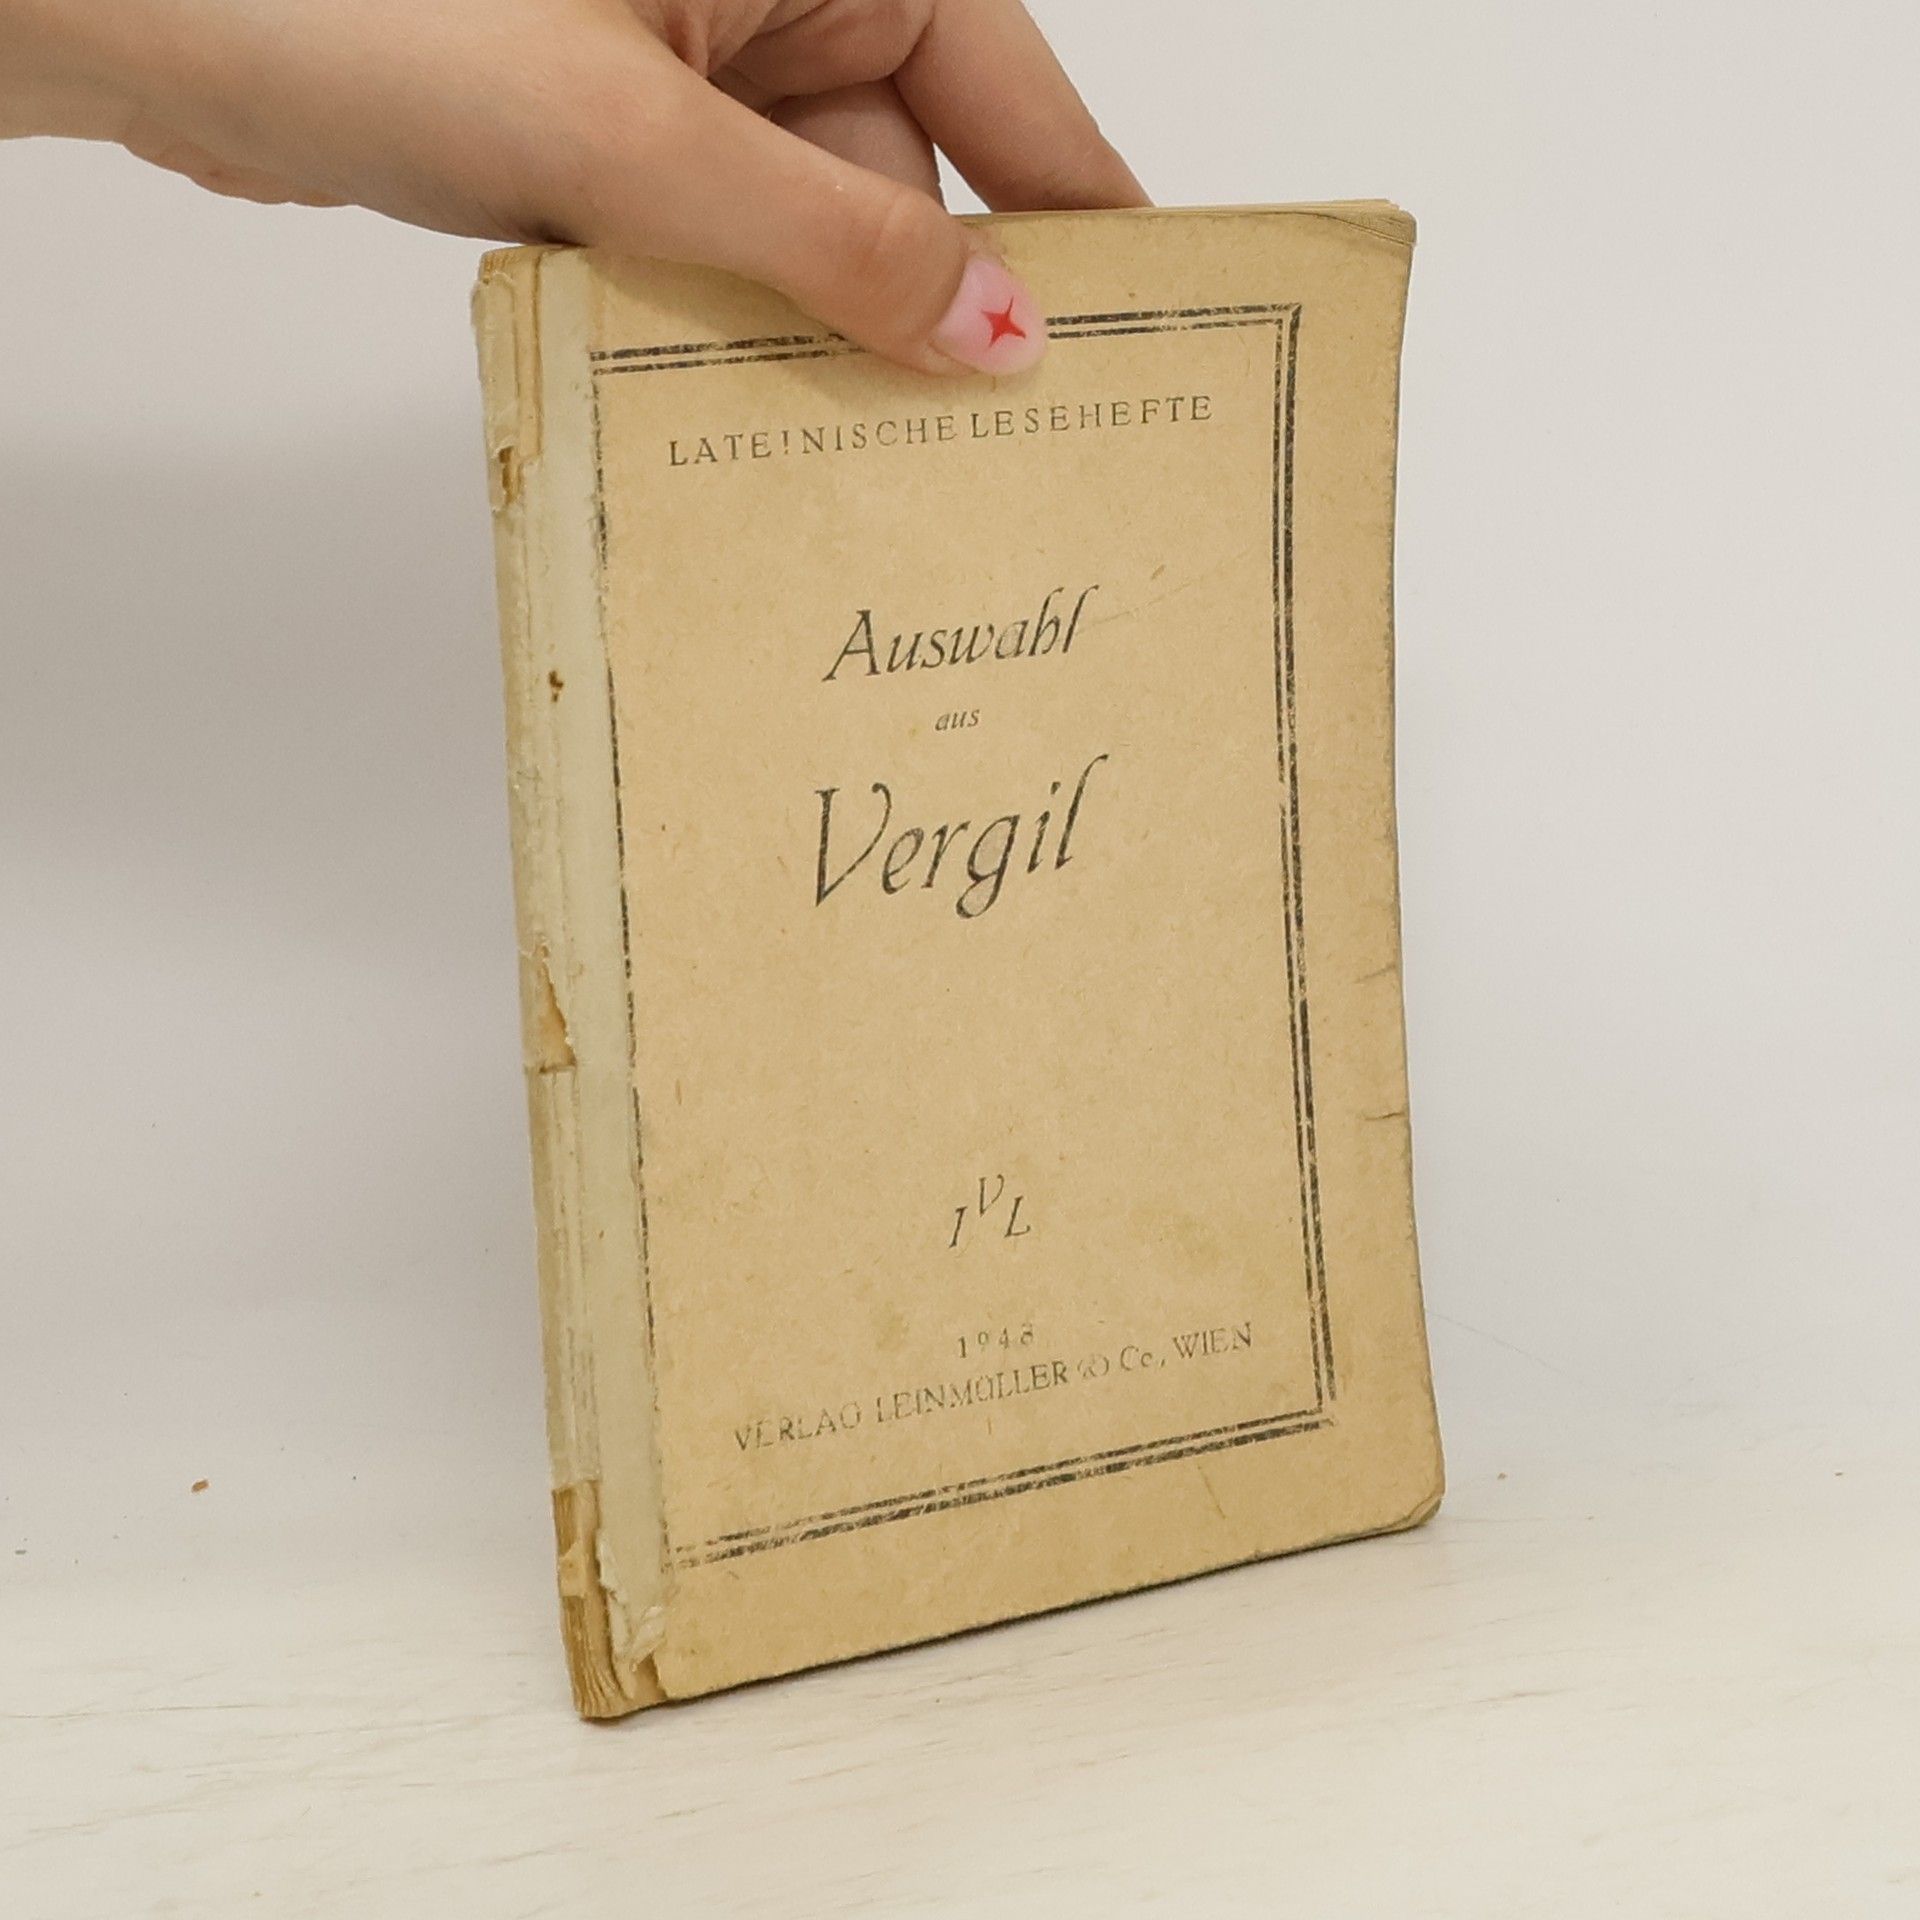 LATEINISCHE LESEHEFTE
Auswahl
aus
Vergil
IVL
1948
VERLAG LEINMÜLLER & Co., WIEN